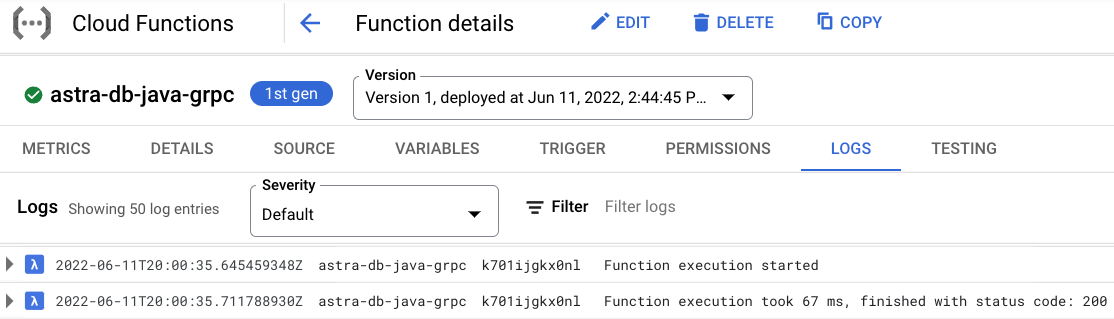 Cloud Functions Function details EDIT DELETE COPY
astra-db-java-grpc 1st gen Version
Version 1, deployed at Jun 11, 2022, 2:44:45 P...
METRICS DETAILS SOURCE VARIABLES TRIGGER PERMISSIONS LOGS TESTING
Logs Showing 50 log entries Severity
Default Filter Filter logs
λ 2022-06-11T20:00:35.645459348Z astra-db-java-grpc k701ijgkx0nl Function execution started
λ 2022-06-11T20:00:35.711788930Z astra-db-java-grpc k701ijgkx0nl Function execution took 67 ms, finished with status code: 200